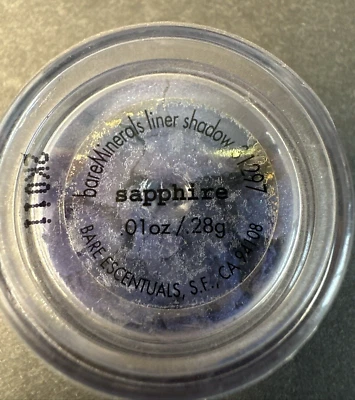 bareMinerals liner shadow
sapphire
.01oz/.28g
BARE ESCENTUALS, S.F., CA 94108